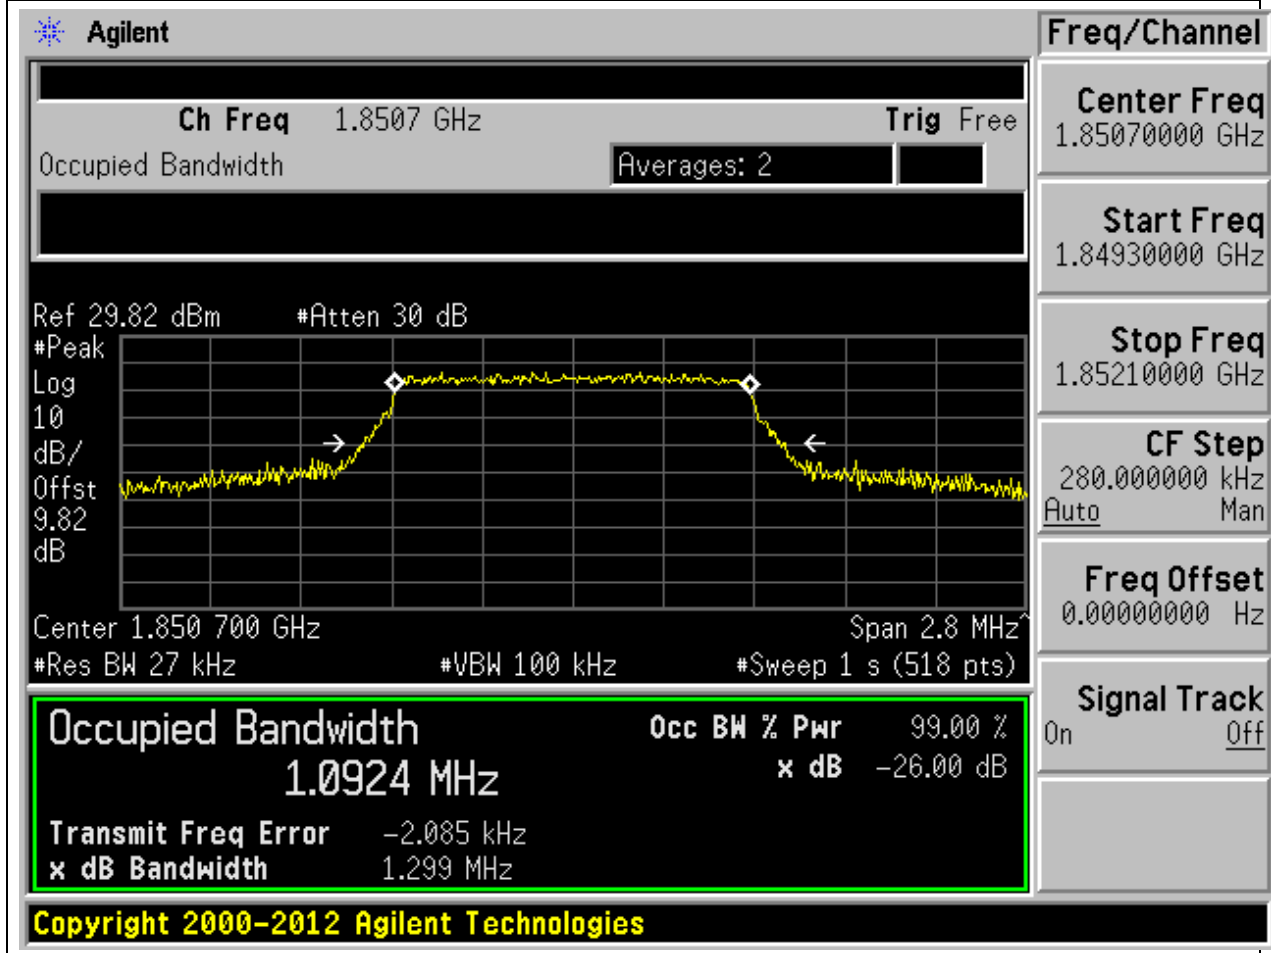 Agilent
Freq/Channel
Ch Freq 1.8507 GHz Trig Free
Occupied Bandwidth Averages: 2
Center Freq
1.85070000 GHz
Start Freq
1.84930000 GHz
Stop Freq
1.85210000 GHz
CF Step
280.000000 kHz
Auto Man
Freq Offset
0.00000000 Hz
Signal Track
On Off
Ref 29.82 dBm #Atten 30 dB
#Peak
Log
10
dB/
Offst
9.82
dB
Center 1.850 700 GHz Span 2.8 MHz^
#Res BW 27 kHz #VBW 100 kHz #Sweep 1 s (518 pts)
Occupied Bandwidth Occ BW % Pwr 99.00 %
1.0924 MHz x dB -26.00 dB
Transmit Freq Error -2.085 kHz
x dB Bandwidth 1.299 MHz
Copyright 2000-2012 Agilent Technologies